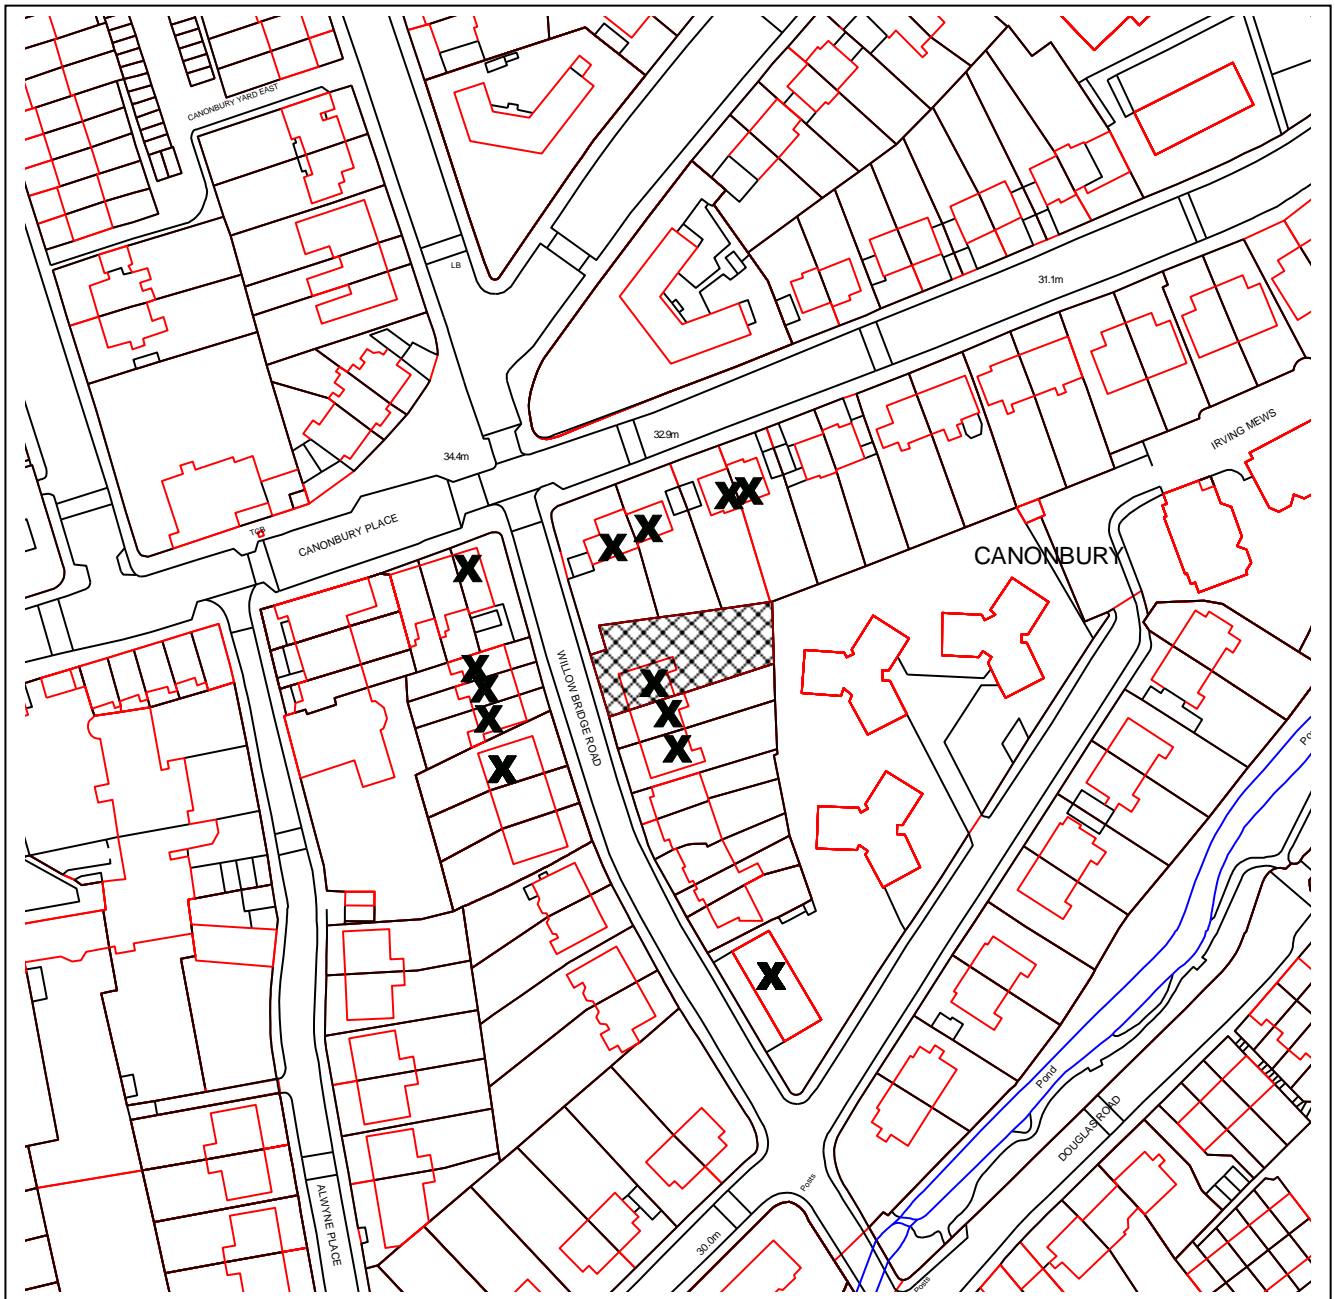 CANONBURY YARD EAST
LB
31.1m
IRVING MEWS
32.9m
34.4m
TCB
CANONBURY PLACE
X X
X X
X
CANONBURY
WILLOW BRIDGE ROAD
X
X
X
X
X
X
X
X
Pond
DOUGLAS ROAD
Posts
ALWYNE PLACE
30.0m
Posts